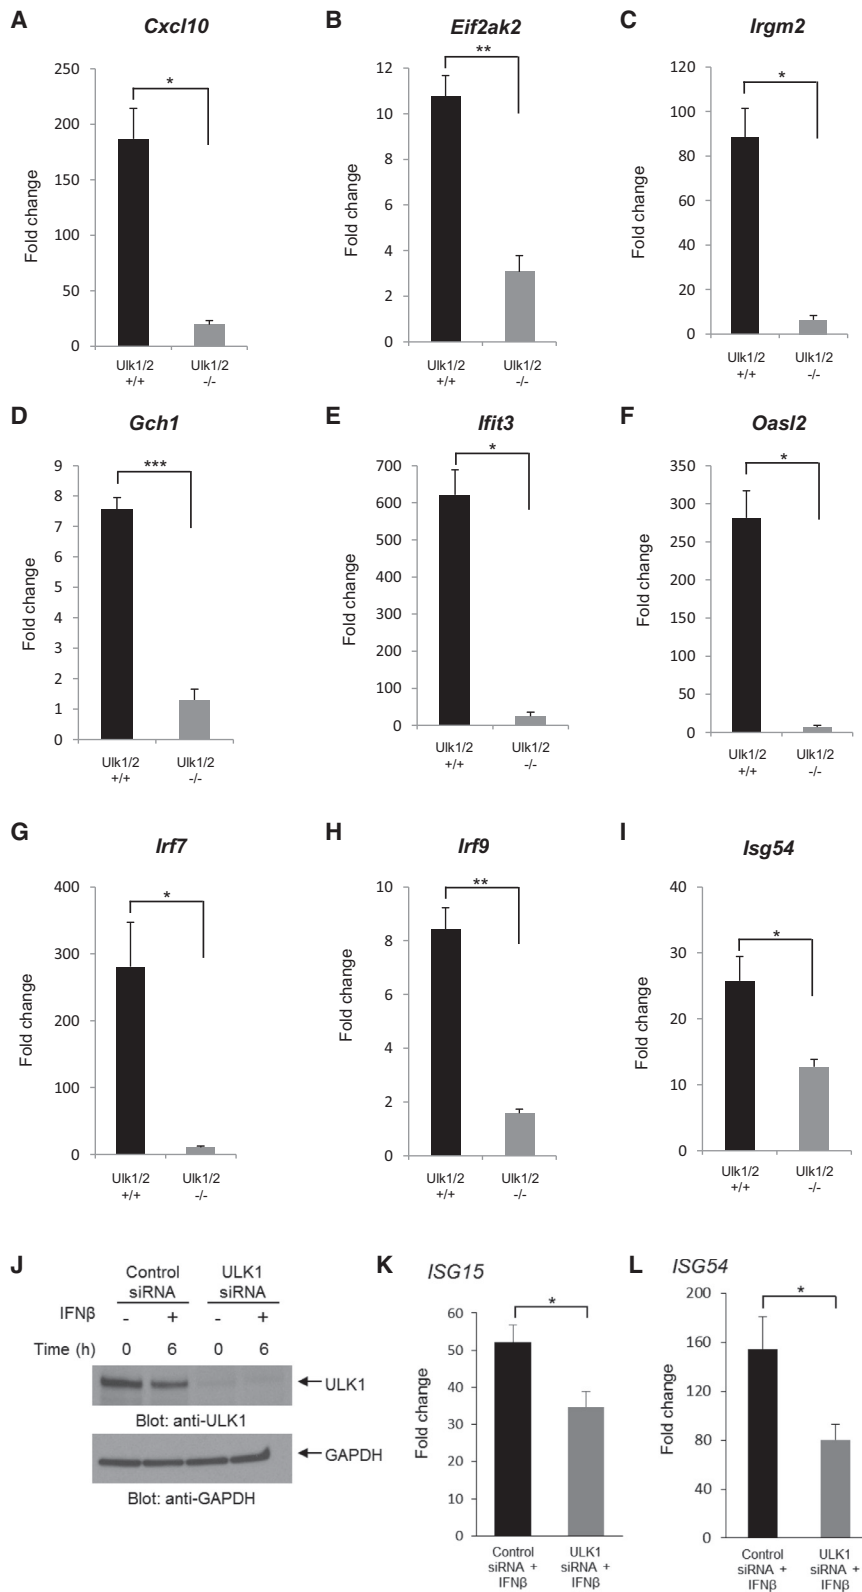 A
Cxcl10
*
250
200
150
100
50
0
Fold change
Ulk1/2
+/+
Ulk1/2
-/-
B
Eif2ak2
**
12
10
8
6
4
2
0
Fold change
Ulk1/2
+/+
Ulk1/2
-/-
C
Irgm2
*
120
100
80
60
40
20
0
Fold change
Ulk1/2
+/+
Ulk1/2
-/-
D
Gch1
***
9
8
7
6
5
4
3
2
1
0
Fold change
Ulk1/2
+/+
Ulk1/2
-/-
E
Ifit3
*
700
600
500
400
300
200
100
0
Fold change
Ulk1/2
+/+
Ulk1/2
-/-
F
Oasl2
*
350
300
250
200
150
100
50
0
Fold change
Ulk1/2
+/+
Ulk1/2
-/-
G
Irf7
*
400
300
200
100
0
Fold change
Ulk1/2
+/+
Ulk1/2
-/-
H
Irf9
**
10
8
6
4
2
0
Fold change
Ulk1/2
+/+
Ulk1/2
-/-
I
Isg54
*
40
30
20
10
0
Fold change
Ulk1/2
+/+
Ulk1/2
-/-
J
Control
siRNA
ULK1
siRNA
IFNβ - + - +
Time (h) 0 6 0 6
ULK1
Blot: anti-ULK1
GAPDH
Blot: anti-GAPDH
K
ISG15
*
60
50
40
30
20
10
0
Fold change
Control
siRNA +
IFNβ
ULK1
siRNA +
IFNβ
L
ISG54
*
200
160
120
80
40
0
Fold change
Control
siRNA +
IFNβ
ULK1
siRNA +
IFNβ